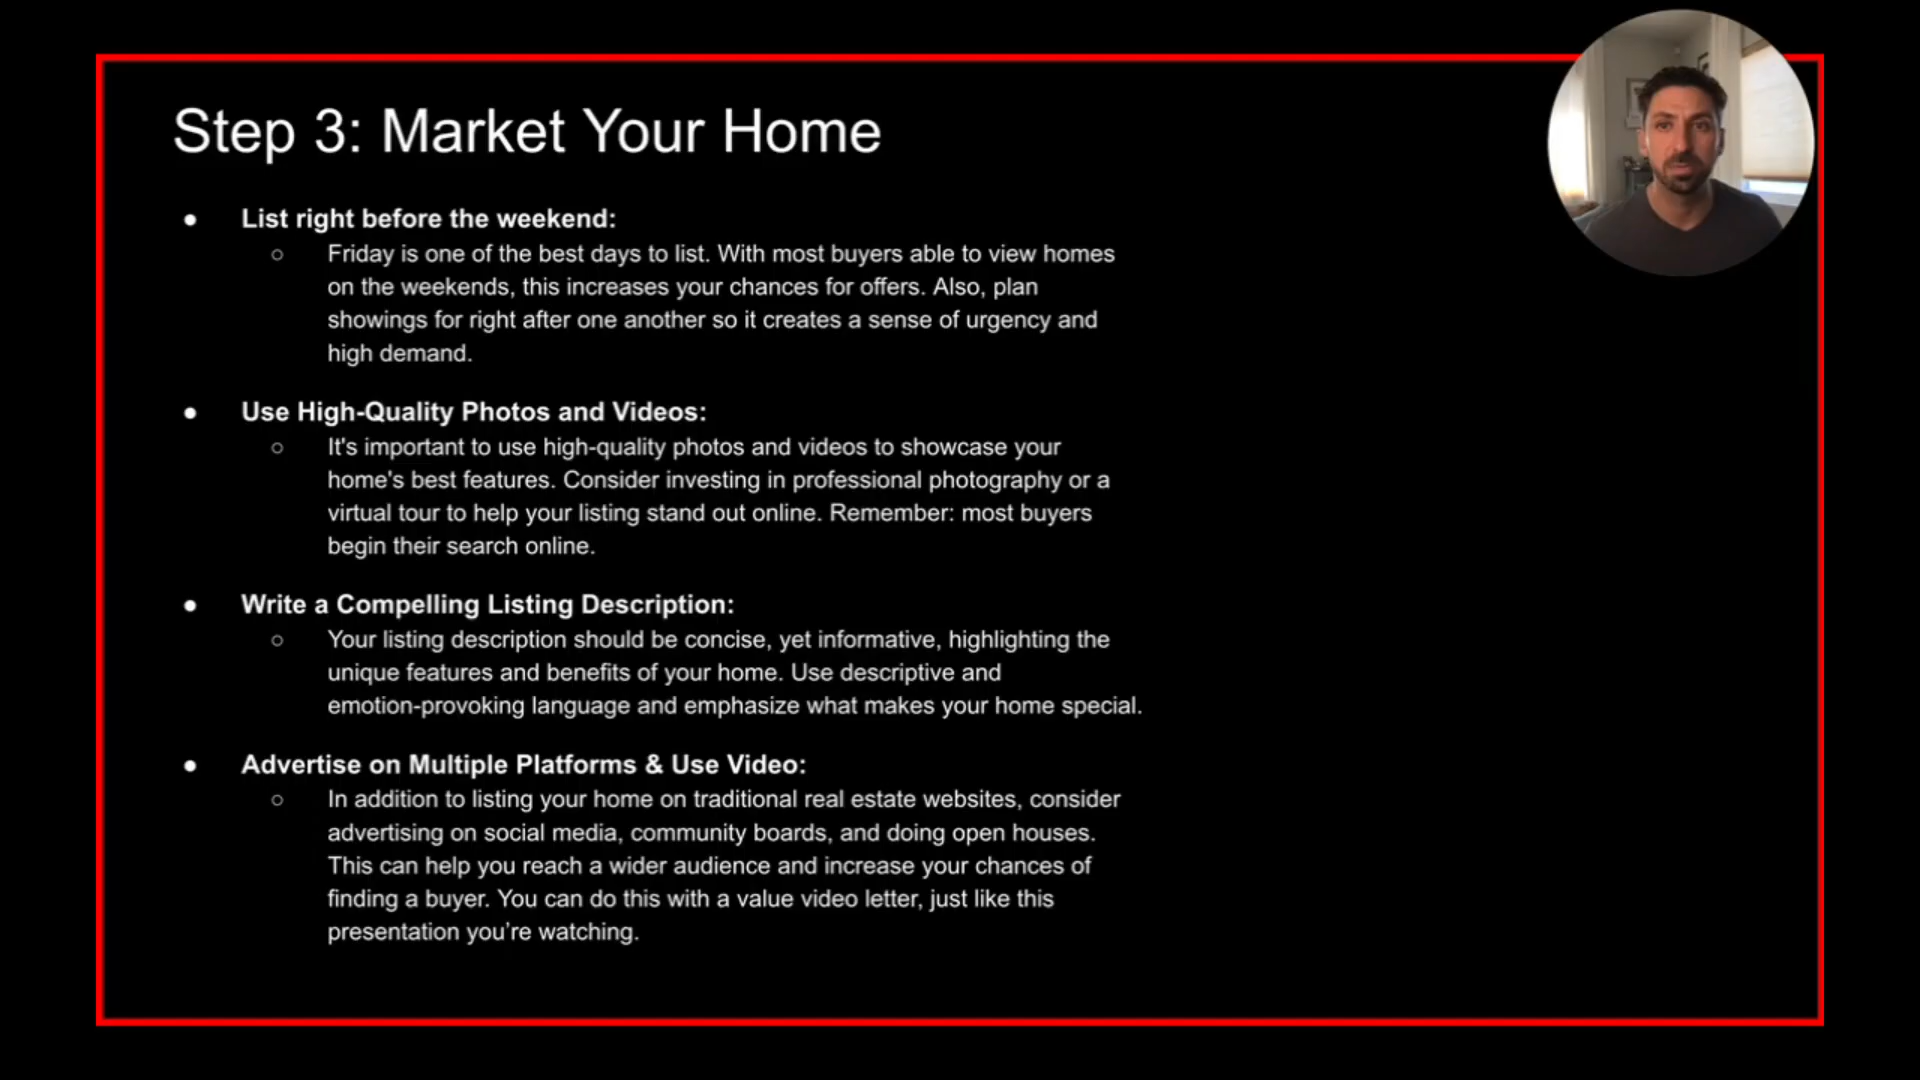 Step 3: Market Your Home
● List right before the weekend:
○ Friday is one of the best days to list. With most buyers able to view homes
on the weekends, this increases your chances for offers. Also, plan
showings for right after one another so it creates a sense of urgency and
high demand.
● Use High-Quality Photos and Videos:
○ It's important to use high-quality photos and videos to showcase your
home's best features. Consider investing in professional photography or a
virtual tour to help your listing stand out online. Remember: most buyers
begin their search online.
● Write a Compelling Listing Description:
○ Your listing description should be concise, yet informative, highlighting the
unique features and benefits of your home. Use descriptive and
emotion-provoking language and emphasize what makes your home special.
● Advertise on Multiple Platforms & Use Video:
○ In addition to listing your home on traditional real estate websites, consider
advertising on social media, community boards, and doing open houses.
This can help you reach a wider audience and increase your chances of
finding a buyer. You can do this with a value video letter, just like this
presentation you’re watching.